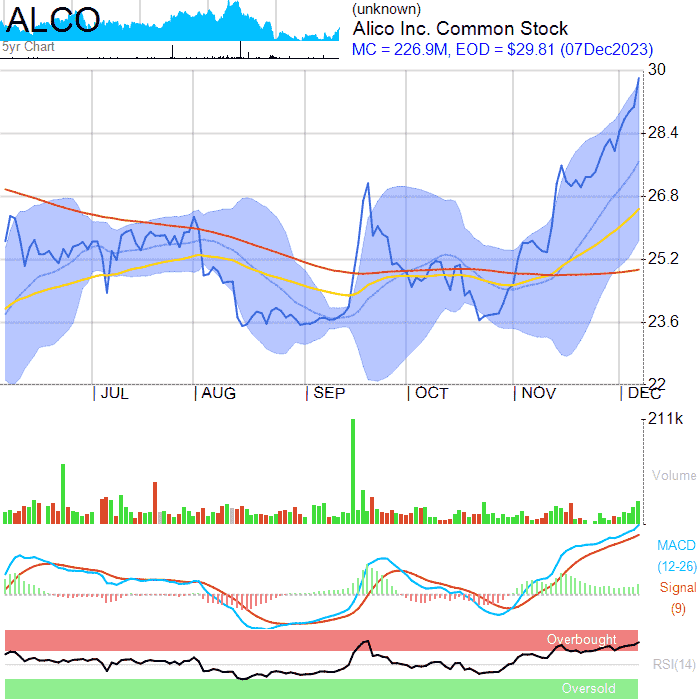 ALCO
5yr Chart
(unknown)
Alico Inc. Common Stock
MC = 226.9M, EOD = $29.81 (07Dec2023)
30
28.4
26.8
25.2
23.6
22
JUL AUG SEP OCT NOV DEC
211k
Volume
MACD
(12-26)
Signal
(9)
Overbought
RSI(14)
Oversold